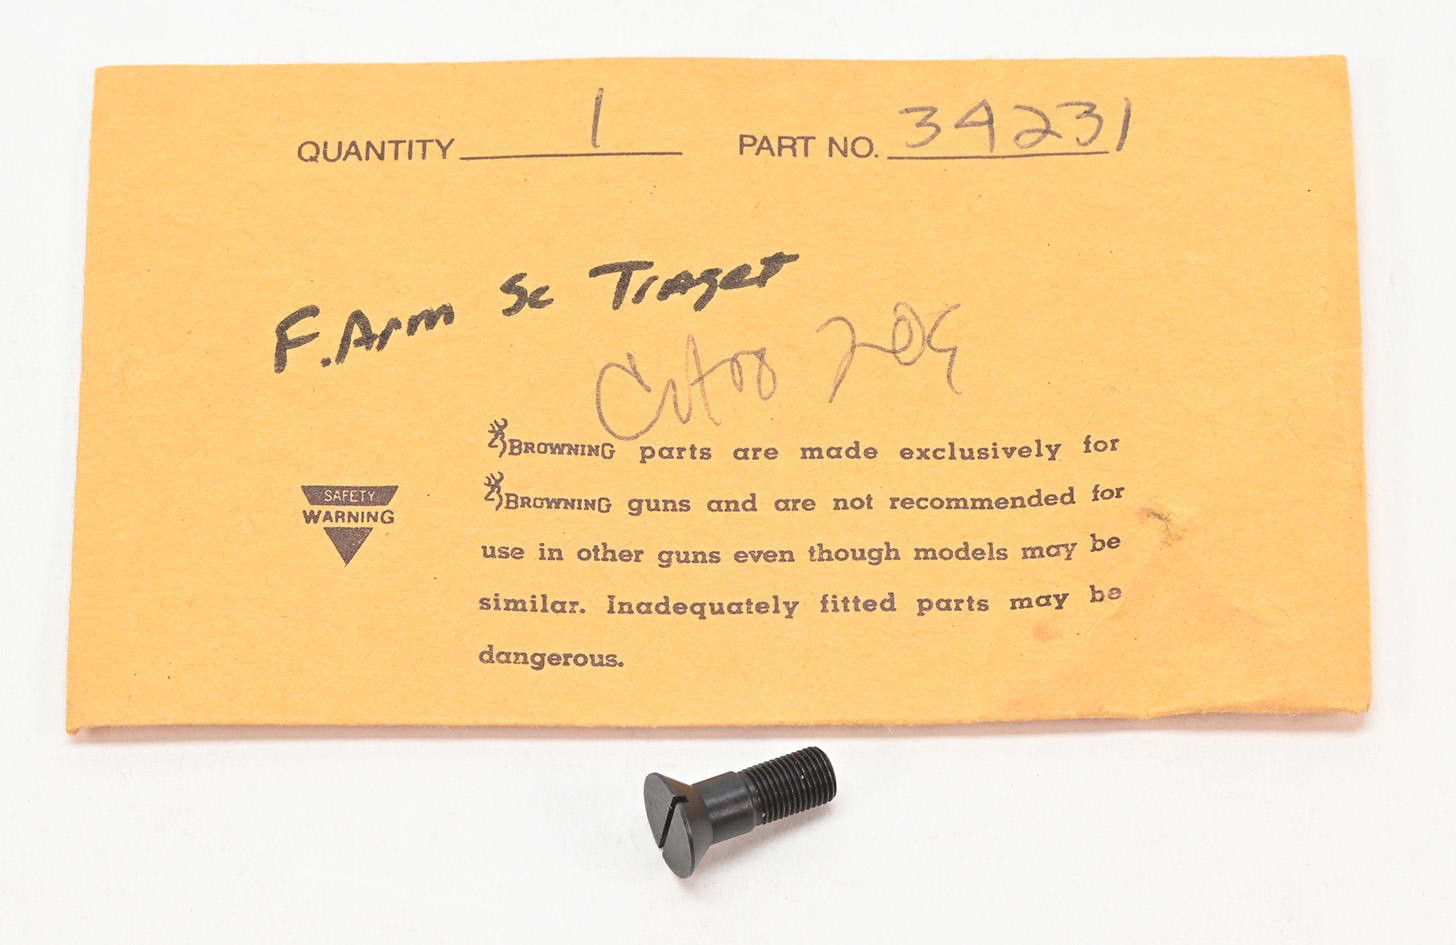 QUANTITY 1 PART NO. 34231
F. Arm Sc Traget
BROWNING parts are made exclusively for
BROWNING guns and are not recommended for
use in other guns even though models may be
similar. Inadequately fitted parts may be
dangerous.
SAFETY
WARNING